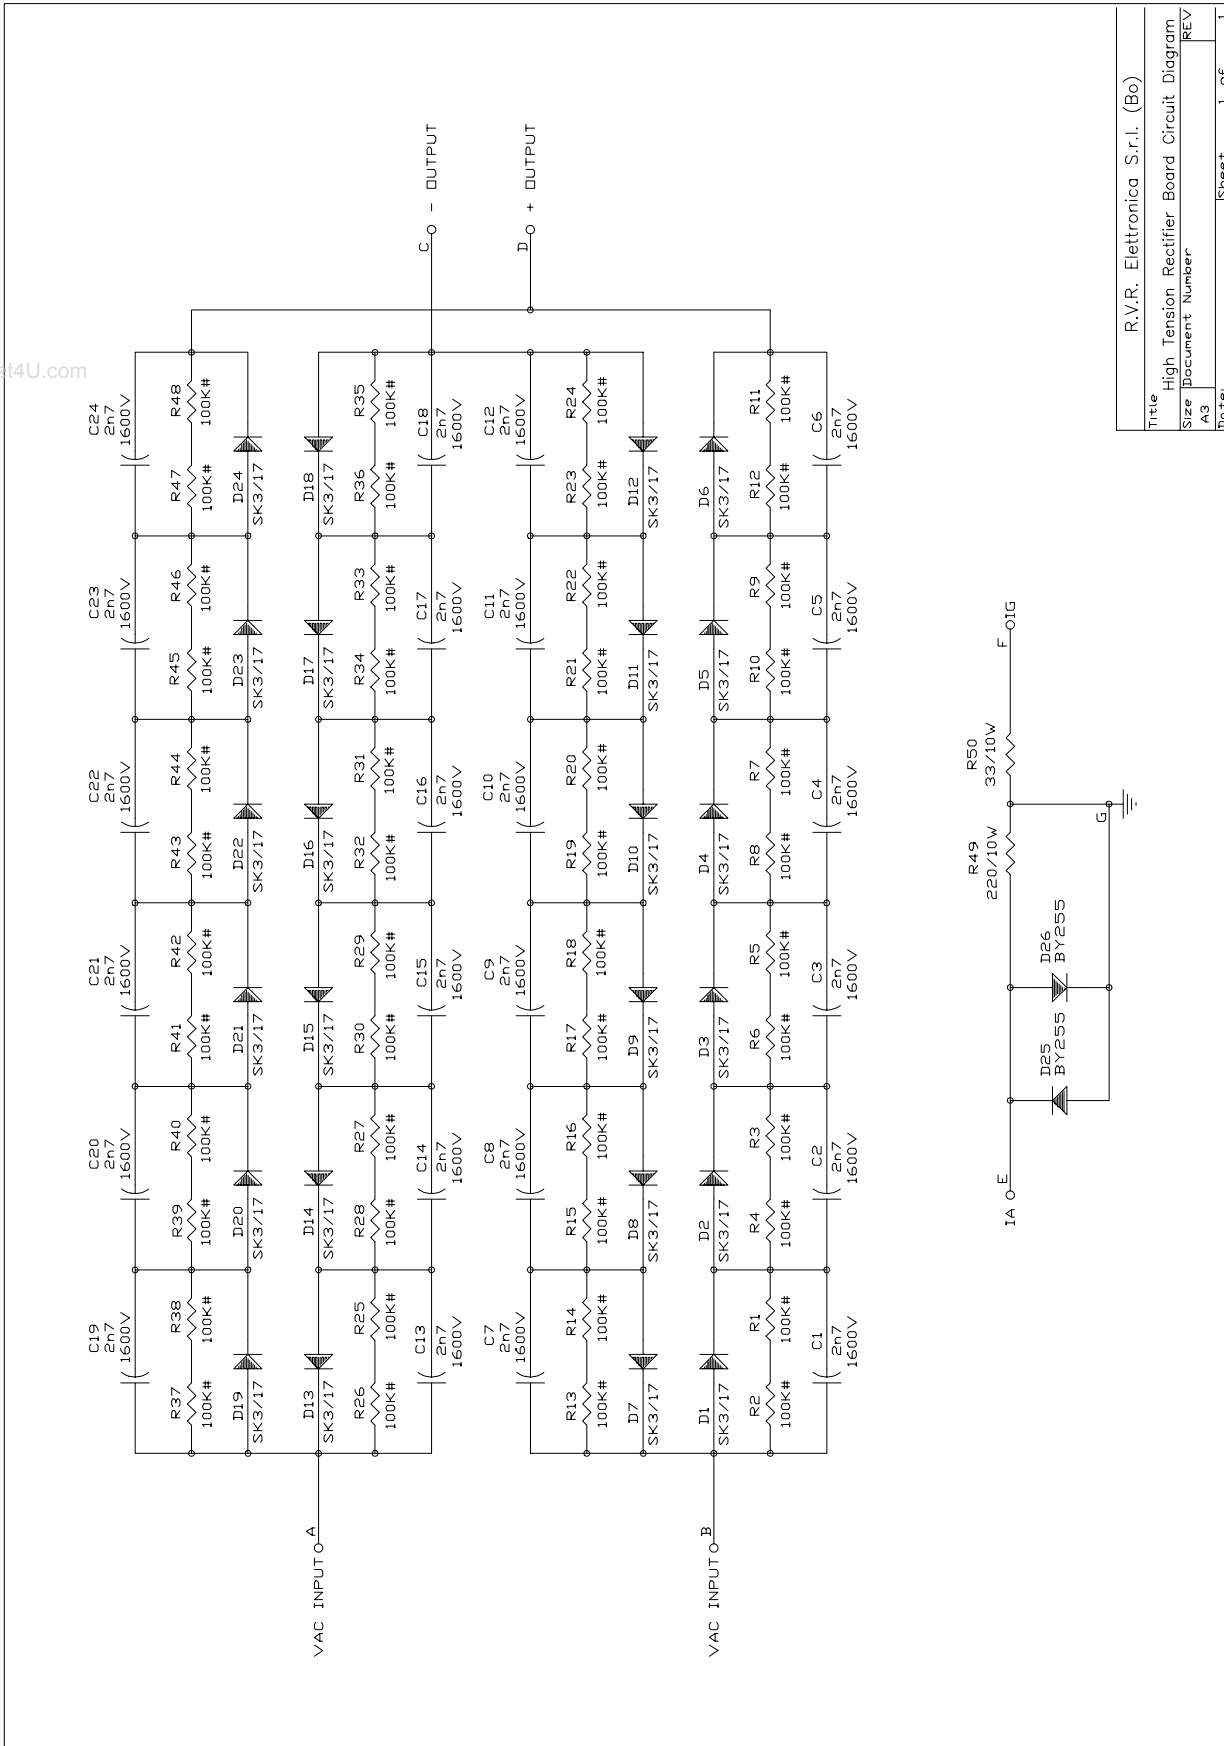 st4U.com
C24
2n7
1600V
C23
2n7
1600V
C22
2n7
1600V
C21
2n7
1600V
C20
2n7
1600V
C19
2n7
1600V
R48
100K#
R47
100K#
R46
100K#
R45
100K#
R44
100K#
R43
100K#
R42
100K#
R41
100K#
R40
100K#
R39
100K#
R38
100K#
R37
100K#
D24
SK3/17
D23
SK3/17
D22
SK3/17
D21
SK3/17
D20
SK3/17
D19
SK3/17
D18
SK3/17
D17
SK3/17
D16
SK3/17
D15
SK3/17
D14
SK3/17
D13
SK3/17
R35
100K#
R36
100K#
R33
100K#
R34
100K#
R31
100K#
R32
100K#
R29
100K#
R30
100K#
R27
100K#
R28
100K#
R25
100K#
R26
100K#
C18
2n7
1600V
C17
2n7
1600V
C16
2n7
1600V
C15
2n7
1600V
C14
2n7
1600V
C13
2n7
1600V
C12
2n7
1600V
C11
2n7
1600V
C10
2n7
1600V
C9
2n7
1600V
C8
2n7
1600V
C7
2n7
1600V
R24
100K#
R23
100K#
R22
100K#
R21
100K#
R20
100K#
R19
100K#
R18
100K#
R17
100K#
R16
100K#
R15
100K#
R14
100K#
R13
100K#
D12
SK3/17
D11
SK3/17
D10
SK3/17
D9
SK3/17
D8
SK3/17
D7
SK3/17
D6
SK3/17
D5
SK3/17
D4
SK3/17
D3
SK3/17
D2
SK3/17
D1
SK3/17
R11
100K#
R12
100K#
R9
100K#
R10
100K#
R7
100K#
R8
100K#
R5
100K#
R6
100K#
R3
100K#
R4
100K#
R1
100K#
R2
100K#
C6
2n7
1600V
C5
2n7
1600V
C4
2n7
1600V
C3
2n7
1600V
C2
2n7
1600V
C1
2n7
1600V
VAC INPUT A
VAC INPUT B
C - OUTPUT
D + OUTPUT
IA E
D25
BY255
D26
BY255
R49
220/10W
R50
33/10W
G
F IG
R.V.R. Elettronica S.r.l. (Bo)
Title
High Tension Rectifier Board Circuit Diagram
Size Document Number REV
A3
Date: Sheet 1 of 1